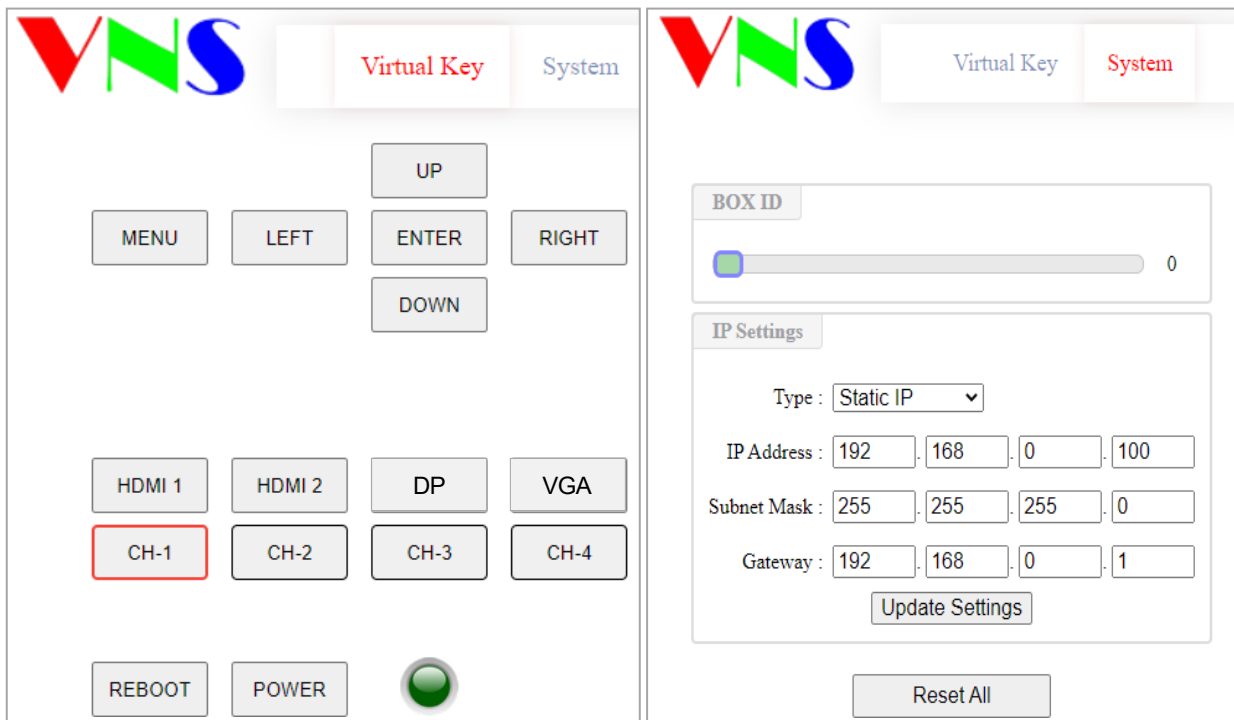 VNS
Virtual Key System
UP
MENU LEFT ENTER RIGHT
DOWN
HDMI 1 HDMI 2 DP VGA
CH-1 CH-2 CH-3 CH-4
REBOOT POWER
VNS
Virtual Key System
BOX ID
0
IP Settings
Type : Static IP
IP Address : 192 . 168 . 0 . 100
Subnet Mask : 255 . 255 . 255 . 0
Gateway : 192 . 168 . 0 . 1
Update Settings
Reset All